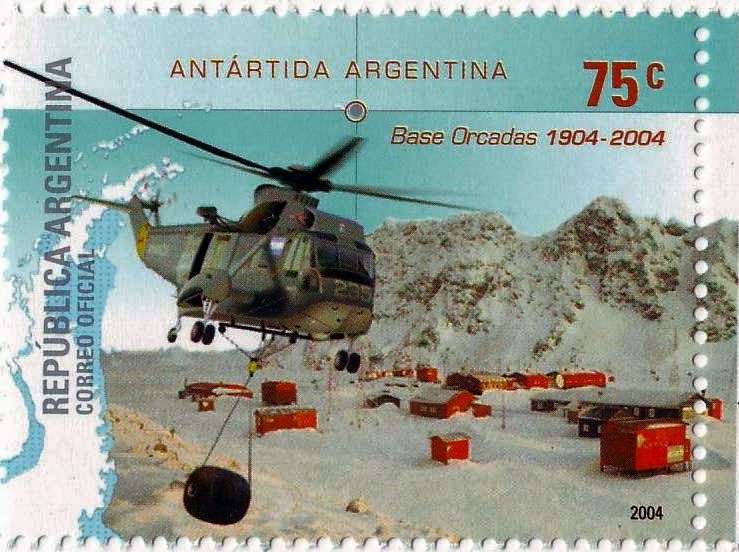 ANTÁRTIDA ARGENTINA
75c
Base Orcadas 1904-2004
REPÚBLICA ARGENTINA
CORREO OFICIAL
2004